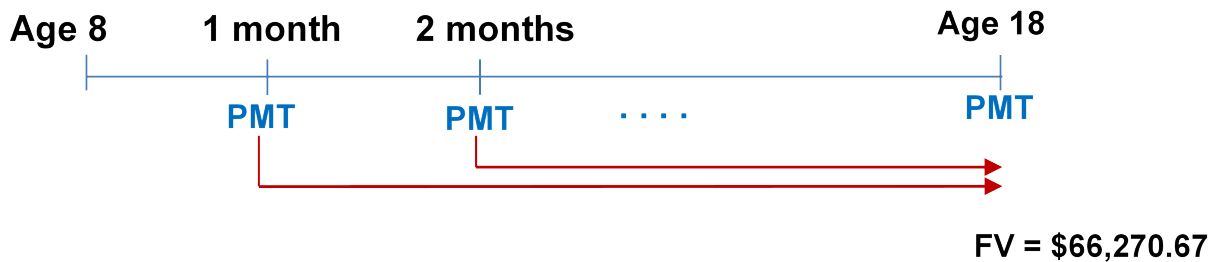 Age 8 1 month 2 months Age 18
PMT PMT . . . . PMT
FV = $66,270.67